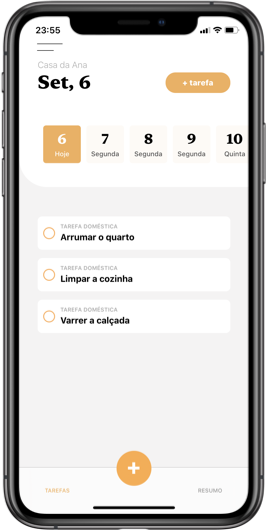 23:55
Casa da Ana
Set, 6
+ tarefa
6 7 8 9 10
Hoje Segunda Segunda Segunda Quinta
TAREFA DOMÉSTICA
Arrumar o quarto
TAREFA DOMÉSTICA
Limpar a cozinha
TAREFA DOMÉSTICA
Varrer a calçada
+
TAREFAS RESUMO